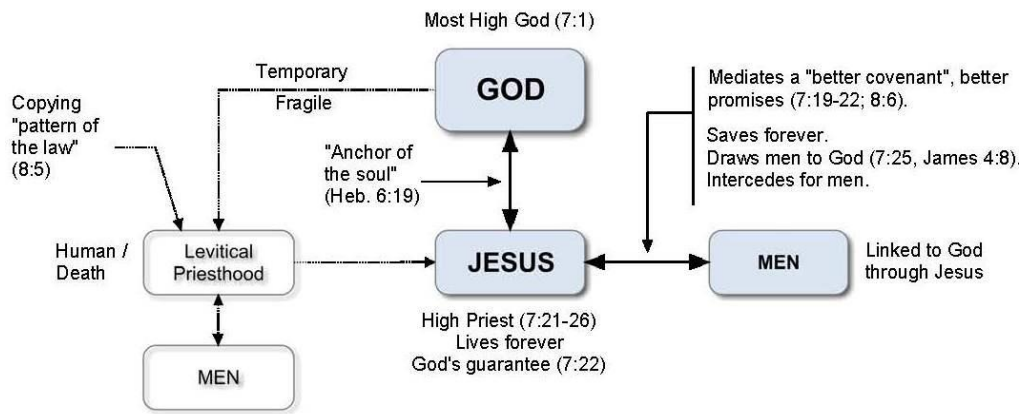 Most High God (7:1)
GOD
Temporary
Fragile
Copying
"pattern of
the law"
(8:5)
"Anchor of
the soul"
(Heb. 6:19)
Mediates a "better covenant", better
promises (7:19-22; 8:6).
Saves forever.
Draws men to God (7:25, James 4:8).
Intercedes for men.
Human /
Death
Levitical
Priesthood
JESUS
MEN
Linked to God
through Jesus
High Priest (7:21-26)
Lives forever
God's guarantee (7:22)
MEN